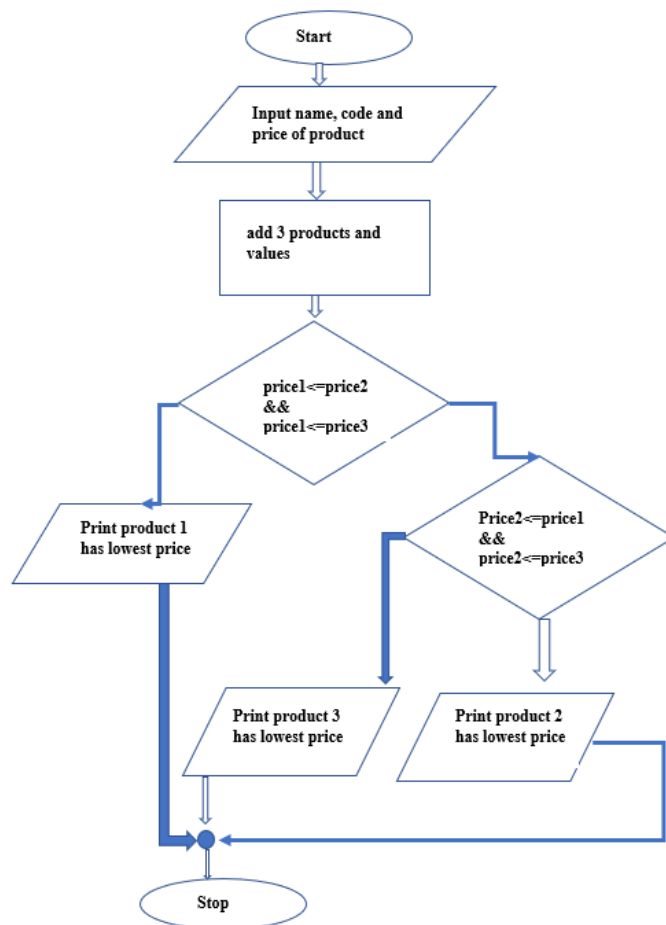 Start
Input name, code and
price of product
add 3 products and
values
price1<=price2
&&
price1<=price3
Print product 1
has lowest price
Price2<=price1
&&
price2<=price3
Print product 3
has lowest price
Print product 2
has lowest price
Stop